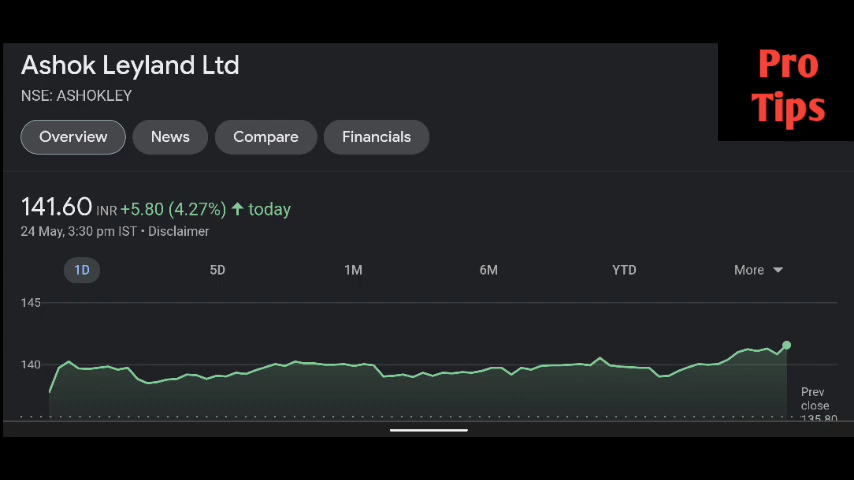 Ashok Leyland Ltd
NSE: ASHOKLEY
Pro
Tips
Overview News Compare Financials
141.60 INR +5.80 (4.27%) ↑ today
24 May, 3:30 pm IST • Disclaimer
1D 5D 1M 6M YTD More
145
140
Prev
close
135.80